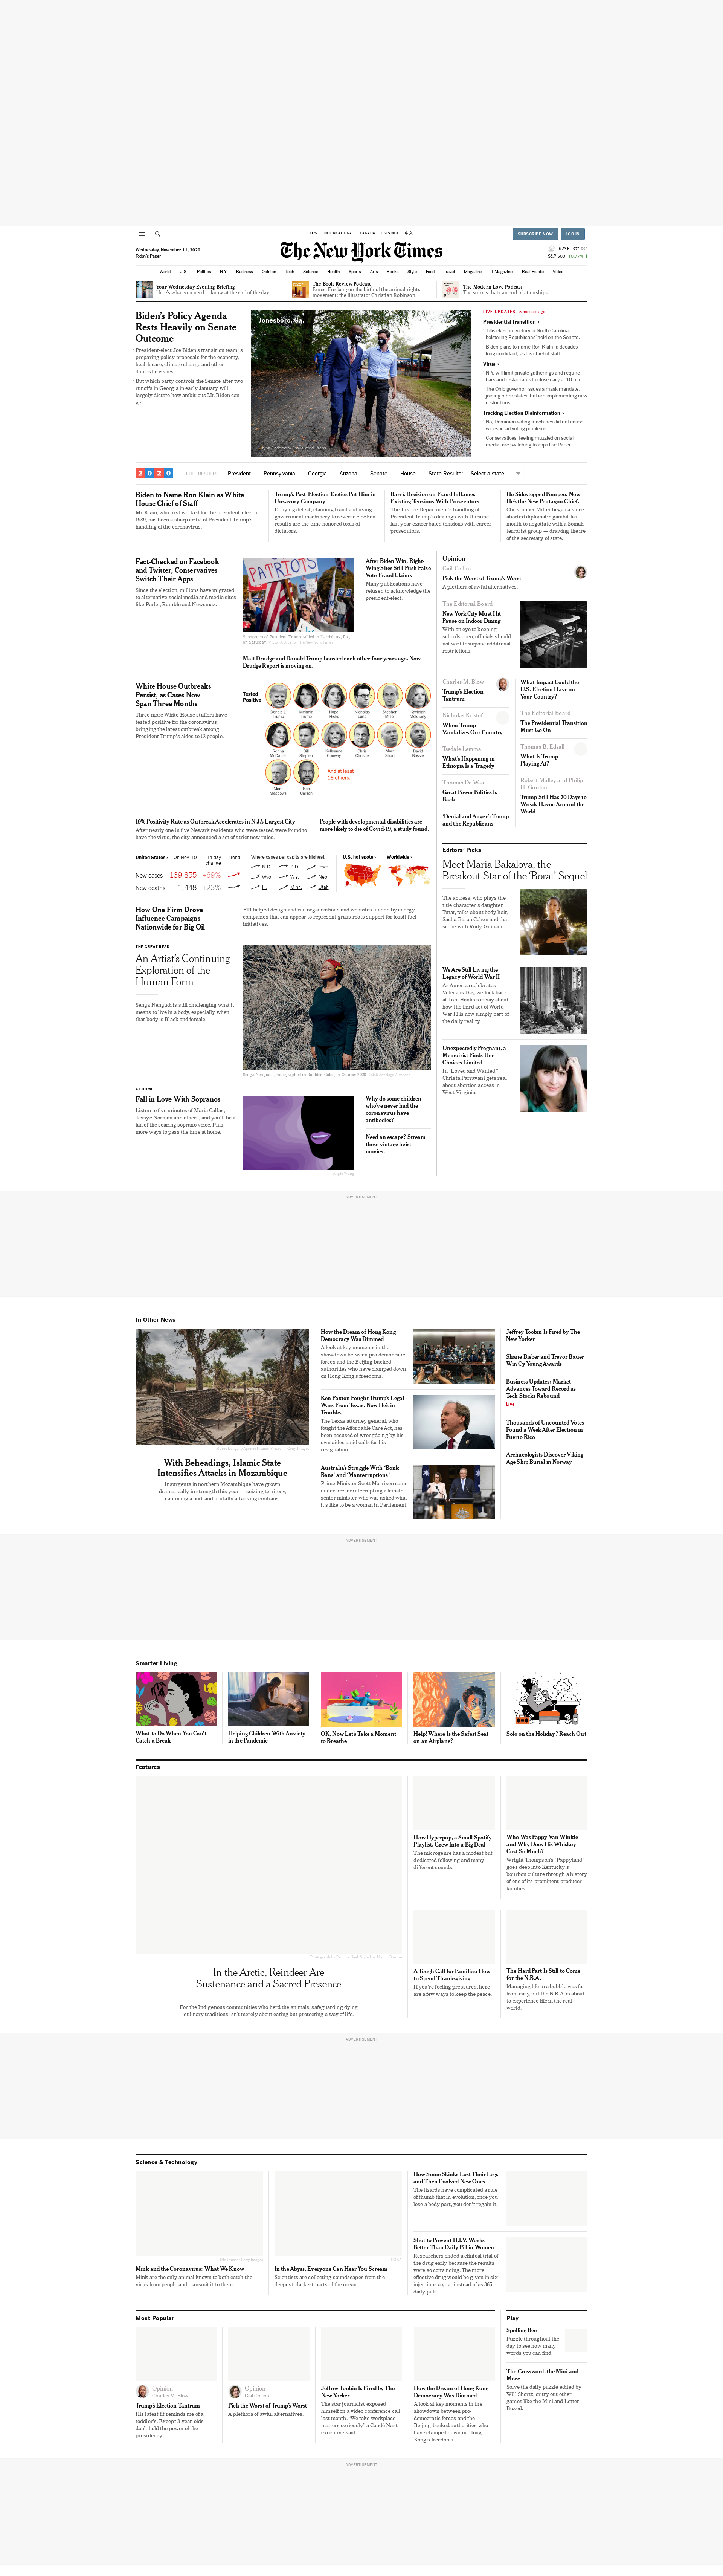 U.S. INTERNATIONAL CANADA ESPAÑOL 中文
SUBSCRIBE NOW LOG IN
Wednesday, November 11, 2020
Today's Paper
The New York Times
67°F
S&P 500 +0.77%
World U.S. Politics N.Y. Business Opinion Tech Science Health Sports Arts Books Style Food Travel Magazine T Magazine Real Estate Video
Your Wednesday Evening Briefing
Here's what you need to know at the end of the day.
The Book Review Podcast
Ernest Freeberg on the birth of the animal rights
movement; the illustrator Christian Robinson.
The Modern Love Podcast
The secrets that can end relationships.
Biden's Policy Agenda
Rests Heavily on Senate
Outcome
President-elect Joe Biden's transition team is
preparing policy proposals for the economy,
health care, climate change and other
domestic issues.
But which party controls the Senate after two
runoffs in Georgia in early January will
largely dictate how ambitious Mr. Biden can
get.
Jonesboro, Ga.
LIVE UPDATES 5 minutes ago
Presidential Transition ›
Tillis ekes out victory in North Carolina,
bolstering Republicans' hold on the Senate.
Biden plans to name Ron Klain, a decades-
long confidant, as his chief of staff.
Virus ›
N.Y. will limit private gatherings and require
bars and restaurants to close daily at 10 p.m.
The Ohio governor issues a mask mandate,
joining other states that are implementing new
restrictions.
Tracking Election Disinformation ›
No, Dominion voting machines did not cause
widespread voting problems.
Conservatives, feeling muzzled on social
media, are switching to apps like Parler.
2020 FULL RESULTS President Pennsylvania Georgia Arizona Senate House State Results: Select a state
Biden to Name Ron Klain as White
House Chief of Staff
Mr. Klain, who first worked for the president-elect in
1989, has been a sharp critic of President Trump's
handling of the coronavirus.
Trump's Post-Election Tactics Put Him in
Unsavory Company
Denying defeat, claiming fraud and using
government machinery to reverse election
results are the time-honored tools of
dictators.
Barr's Decision on Fraud Inflames
Existing Tensions With Prosecutors
The Justice Department's handling of
President Trump's dealings with Ukraine
last year exacerbated tensions with career
prosecutors.
He Sidestepped Pompeo. Now
He's the New Pentagon Chief.
Christopher Miller began a once-
aborted diplomatic gambit last
month to negotiate with a Somali
terrorist group — drawing the ire
of the secretary of state.
Fact-Checked on Facebook
and Twitter, Conservatives
Switch Their Apps
Since the election, millions have migrated
to alternative social media and media sites
like Parler, Rumble and Newsmax.
PATRIOTS
Supporters of President Trump rallied in Harrisburg, Pa.,
on Saturday.
After Biden Win, Right-
Wing Sites Still Push False
Vote-Fraud Claims
Many publications have
refused to acknowledge the
president-elect.
Matt Drudge and Donald Trump boosted each other four years ago. Now
Drudge Report is moving on.
White House Outbreaks
Persist, as Cases Now
Span Three Months
Three more White House staffers have
tested positive for the coronavirus,
bringing the latest outbreak among
President Trump's aides to 12 people.
Tested
Positive
Donald J.
Trump
Melania
Trump
Hope
Hicks
Nicholas
Luna
Stephen
Miller
Kayleigh
McEnany
Ronna
McDaniel
Bill
Stepien
Kellyanne
Conway
Chris
Christie
Marc
Short
David
Bossie
Mark
Meadows
Ben
Carson
And at least
18 others.
19% Positivity Rate as Outbreak Accelerates in N.J.'s Largest City
After nearly one in five Newark residents who were tested were found to
have the virus, the city announced a set of strict new rules.
People with developmental disabilities are
more likely to die of Covid-19, a study found.
United States › On Nov. 10 14-day
change Trend
New cases 139,855 +69%
New deaths 1,448 +23%
Where cases per capita are highest
N.D. S.D. Iowa
Wyo. Wis. Neb.
Ill. Minn. Utah
U.S. hot spots › Worldwide ›
How One Firm Drove
Influence Campaigns
Nationwide for Big Oil
FTI helped design and run organizations and websites funded by energy
companies that can appear to represent grass-roots support for fossil-fuel
initiatives.
THE GREAT READ
An Artist's Continuing
Exploration of the
Human Form
Senga Nengudi is still challenging what it
means to live in a body, especially when
that body is Black and female.
Senga Nengudi, photographed in Boulder, Colo., in October 2020.
AT HOME
Fall in Love With Sopranos
Listen to five minutes of Maria Callas,
Jessye Norman and others, and you'll be a
fan of the soaring soprano voice. Plus,
more ways to pass the time at home.
Why do some children
who've never had the
coronavirus have
antibodies?
Need an escape? Stream
these vintage heist
movies.
Opinion
Gail Collins
Pick the Worst of Trump's Worst
A plethora of awful alternatives.
The Editorial Board
New York City Must Hit
Pause on Indoor Dining
With an eye to keeping
schools open, officials should
not wait to impose additional
restrictions.
Charles M. Blow
Trump's Election
Tantrum
What Impact Could the
U.S. Election Have on
Your Country?
Nicholas Kristof
When Trump
Vandalizes Our Country
The Editorial Board
The Presidential Transition
Must Go On
Tsedale Lemma
What's Happening in
Ethiopia Is a Tragedy
Thomas B. Edsall
What Is Trump
Playing At?
Thomas De Waal
Great Power Politics Is
Back
Robert Malley and Philip
H. Gordon
Trump Still Has 70 Days to
Wreak Havoc Around the
World
'Denial and Anger': Trump
and the Republicans
Editors' Picks
Meet Maria Bakalova, the
Breakout Star of the 'Borat' Sequel
The actress, who plays the
title character's daughter,
Tutar, talks about body hair,
Sacha Baron Cohen and that
scene with Rudy Giuliani.
We Are Still Living the
Legacy of World War II
As America celebrates
Veterans Day, we look back
at Tom Hanks's essay about
how the third act of World
War II is now simply part of
the daily reality.
Unexpectedly Pregnant, a
Memoirist Finds Her
Choices Limited
In "Loved and Wanted,"
Christa Parravani gets real
about abortion access in
West Virginia.
ADVERTISEMENT
In Other News
With Beheadings, Islamic State
Intensifies Attacks in Mozambique
Insurgents in northern Mozambique have grown
dramatically in strength this year — seizing territory,
capturing a port and brutally attacking civilians.
How the Dream of Hong Kong
Democracy Was Dimmed
A look at key moments in the
showdown between pro-democratic
forces and the Beijing-backed
authorities who have clamped down
on Hong Kong's freedoms.
Ken Paxton Fought Trump's Legal
Wars From Texas. Now He's in
Trouble.
The Texas attorney general, who
fought the Affordable Care Act, has
been accused of wrongdoing by his
own aides amid calls for his
resignation.
Australia's Struggle With 'Bonk
Bans' and 'Manterruptions'
Prime Minister Scott Morrison came
under fire for interrupting a female
senior minister who was asked what
it's like to be a woman in Parliament.
Jeffrey Toobin Is Fired by The
New Yorker
Shane Bieber and Trevor Bauer
Win Cy Young Awards
Business Updates: Market
Advances Toward Record as
Tech Stocks Rebound
Live
Thousands of Uncounted Votes
Found a Week After Election in
Puerto Rico
Archaeologists Discover Viking
Age Ship Burial in Norway
ADVERTISEMENT
Smarter Living
What to Do When You Can't
Catch a Break
Helping Children With Anxiety
in the Pandemic
OK, Now Let's Take a Moment
to Breathe
Help! Where Is the Safest Seat
on an Airplane?
Solo on the Holiday? Reach Out
Features
In the Arctic, Reindeer Are
Sustenance and a Sacred Presence
For the Indigenous communities who herd the animals, safeguarding dying
culinary traditions isn't merely about eating but protecting a way of life.
How Hyperpop, a Small Spotify
Playlist, Grew Into a Big Deal
The microgenre has a modest but
dedicated following and many
different sounds.
Who Was Pappy Van Winkle
and Why Does His Whiskey
Cost So Much?
Wright Thompson's "Pappyland"
goes deep into Kentucky's
bourbon culture through a history
of one of its prominent producer
families.
A Tough Call for Families: How
to Spend Thanksgiving
If you're feeling pressured, here
are a few ways to keep the peace.
The Hard Part Is Still to Come
for the N.B.A.
Managing life in a bubble was far
from easy, but the N.B.A. is about
to experience life in the real
world.
ADVERTISEMENT
Science & Technology
Mink and the Coronavirus: What We Know
Mink are the only animal known to both catch the
virus from people and transmit it to them.
In the Abyss, Everyone Can Hear You Scream
Scientists are collecting soundscapes from the
deepest, darkest parts of the ocean.
How Some Skinks Lost Their Legs
and Then Evolved New Ones
The lizards have complicated a rule
of thumb that in evolution, once you
lose a body part, you don't regain it.
Shot to Prevent H.I.V. Works
Better Than Daily Pill in Women
Researchers ended a clinical trial of
the drug early because the results
were so convincing. The more
effective drug would be given in six
injections a year instead of as 365
daily pills.
Most Popular
Opinion
Charles M. Blow
Trump's Election Tantrum
His latest fit reminds me of a
toddler's. Except 3-year-olds
don't hold the power of the
presidency.
Opinion
Gail Collins
Pick the Worst of Trump's Worst
A plethora of awful alternatives.
Jeffrey Toobin Is Fired by The
New Yorker
The star journalist exposed
himself on a video conference call
last month. "We take workplace
matters seriously," a Condé Nast
executive said.
How the Dream of Hong Kong
Democracy Was Dimmed
A look at key moments in the
showdown between pro-
democratic forces and the
Beijing-backed authorities who
have clamped down on Hong
Kong's freedoms.
Play
Spelling Bee
Puzzle throughout the
day to see how many
words you can find.
The Crossword, the Mini and
More
Solve the daily puzzle edited by
Will Shortz, or try out other
games like the Mini and Letter
Boxed.
ADVERTISEMENT